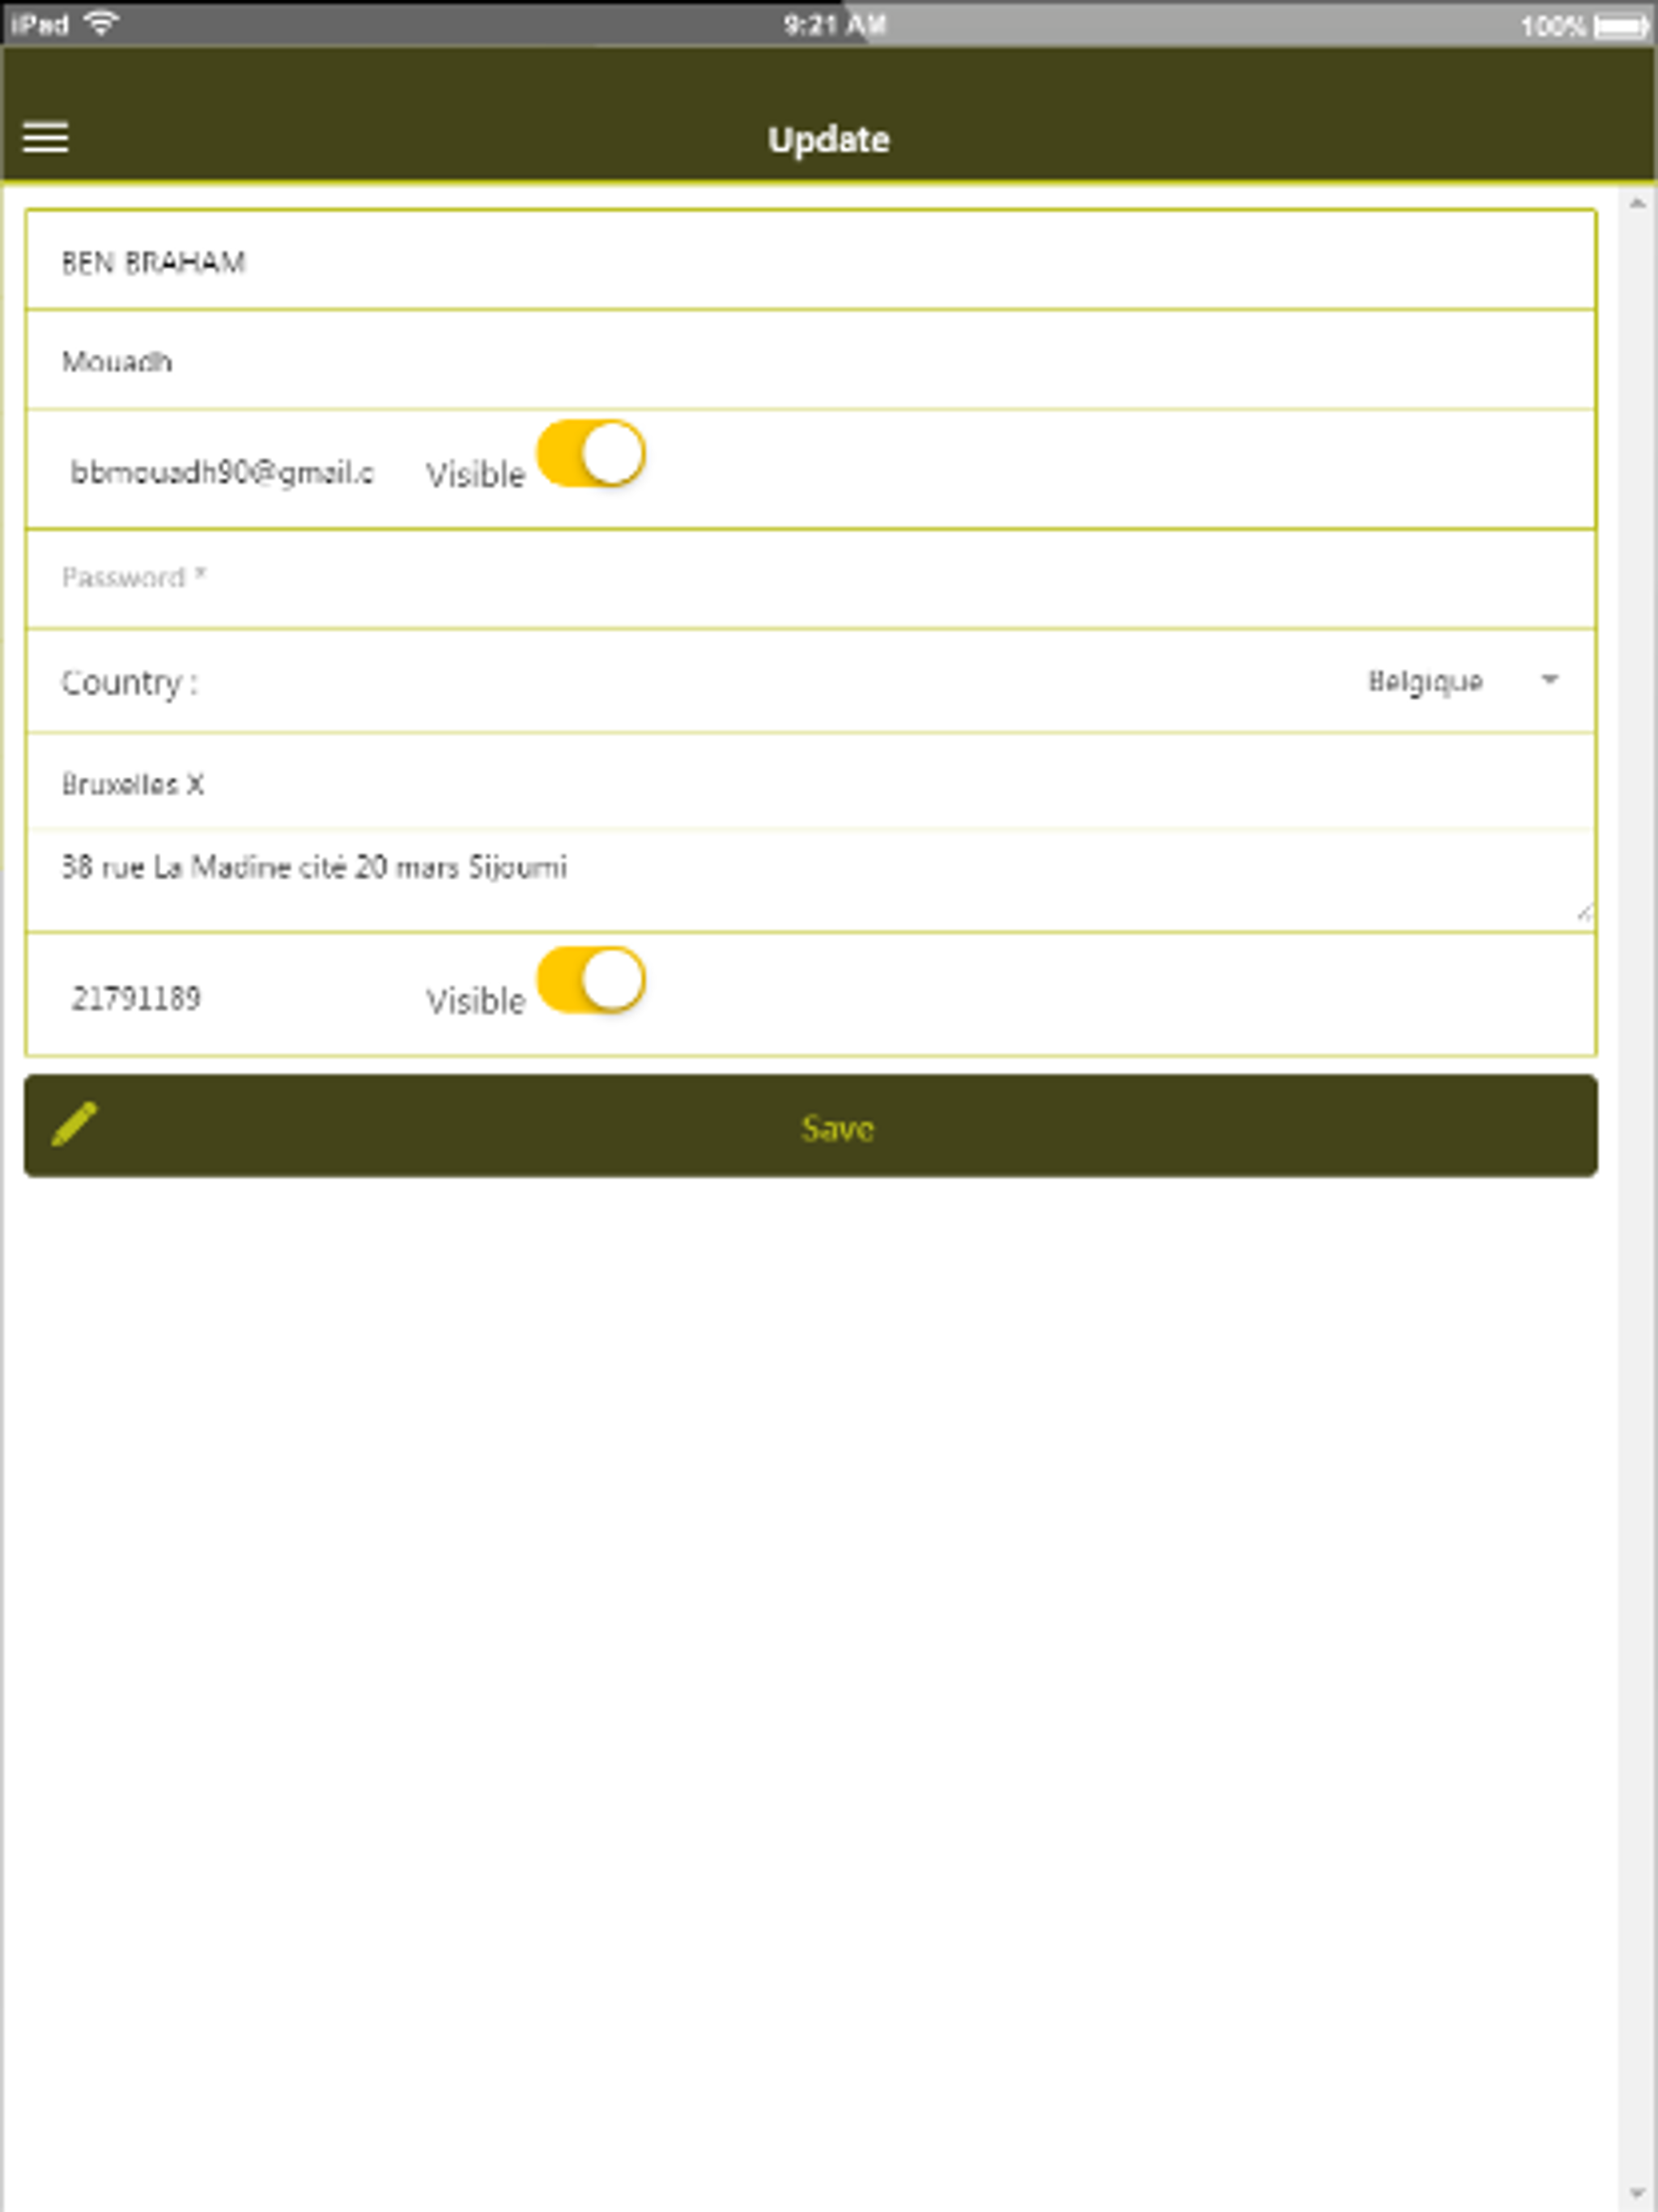 iPad 9:21 AM 100%
Update
BEN BRAHAM
Mouadh
bbmouadh90@gmail.c Visible
Password *
Country : Belgique
Bruxelles X
38 rue La Madine cité 20 mars Sijoumi
21791189 Visible
Save